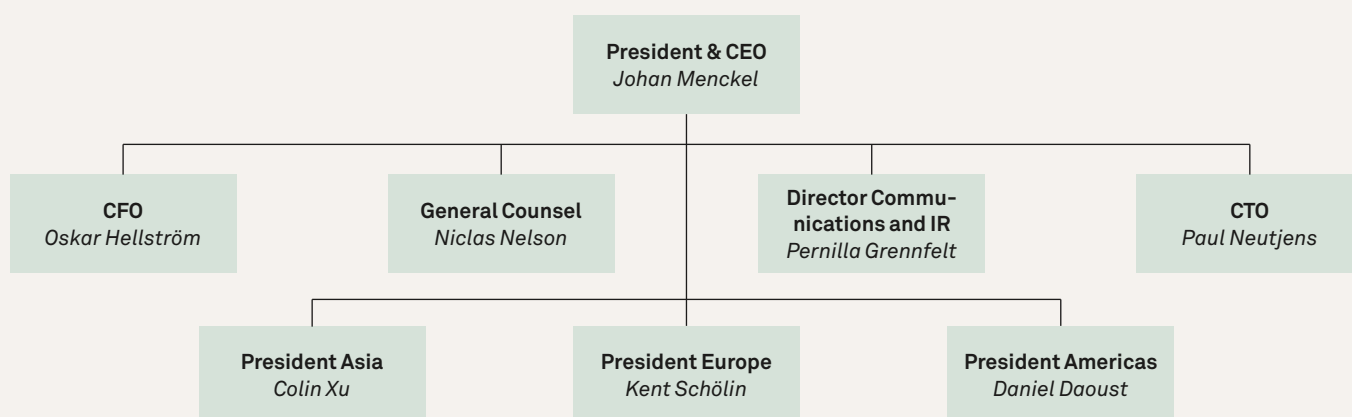 President & CEO
Johan Menckel
CFO
Oskar Hellström
General Counsel
Niclas Nelson
Director Commu-
nications and IR
Pernilla Grennfelt
CTO
Paul Neutjens
President Asia
Colin Xu
President Europe
Kent Schölin
President Americas
Daniel Daoust